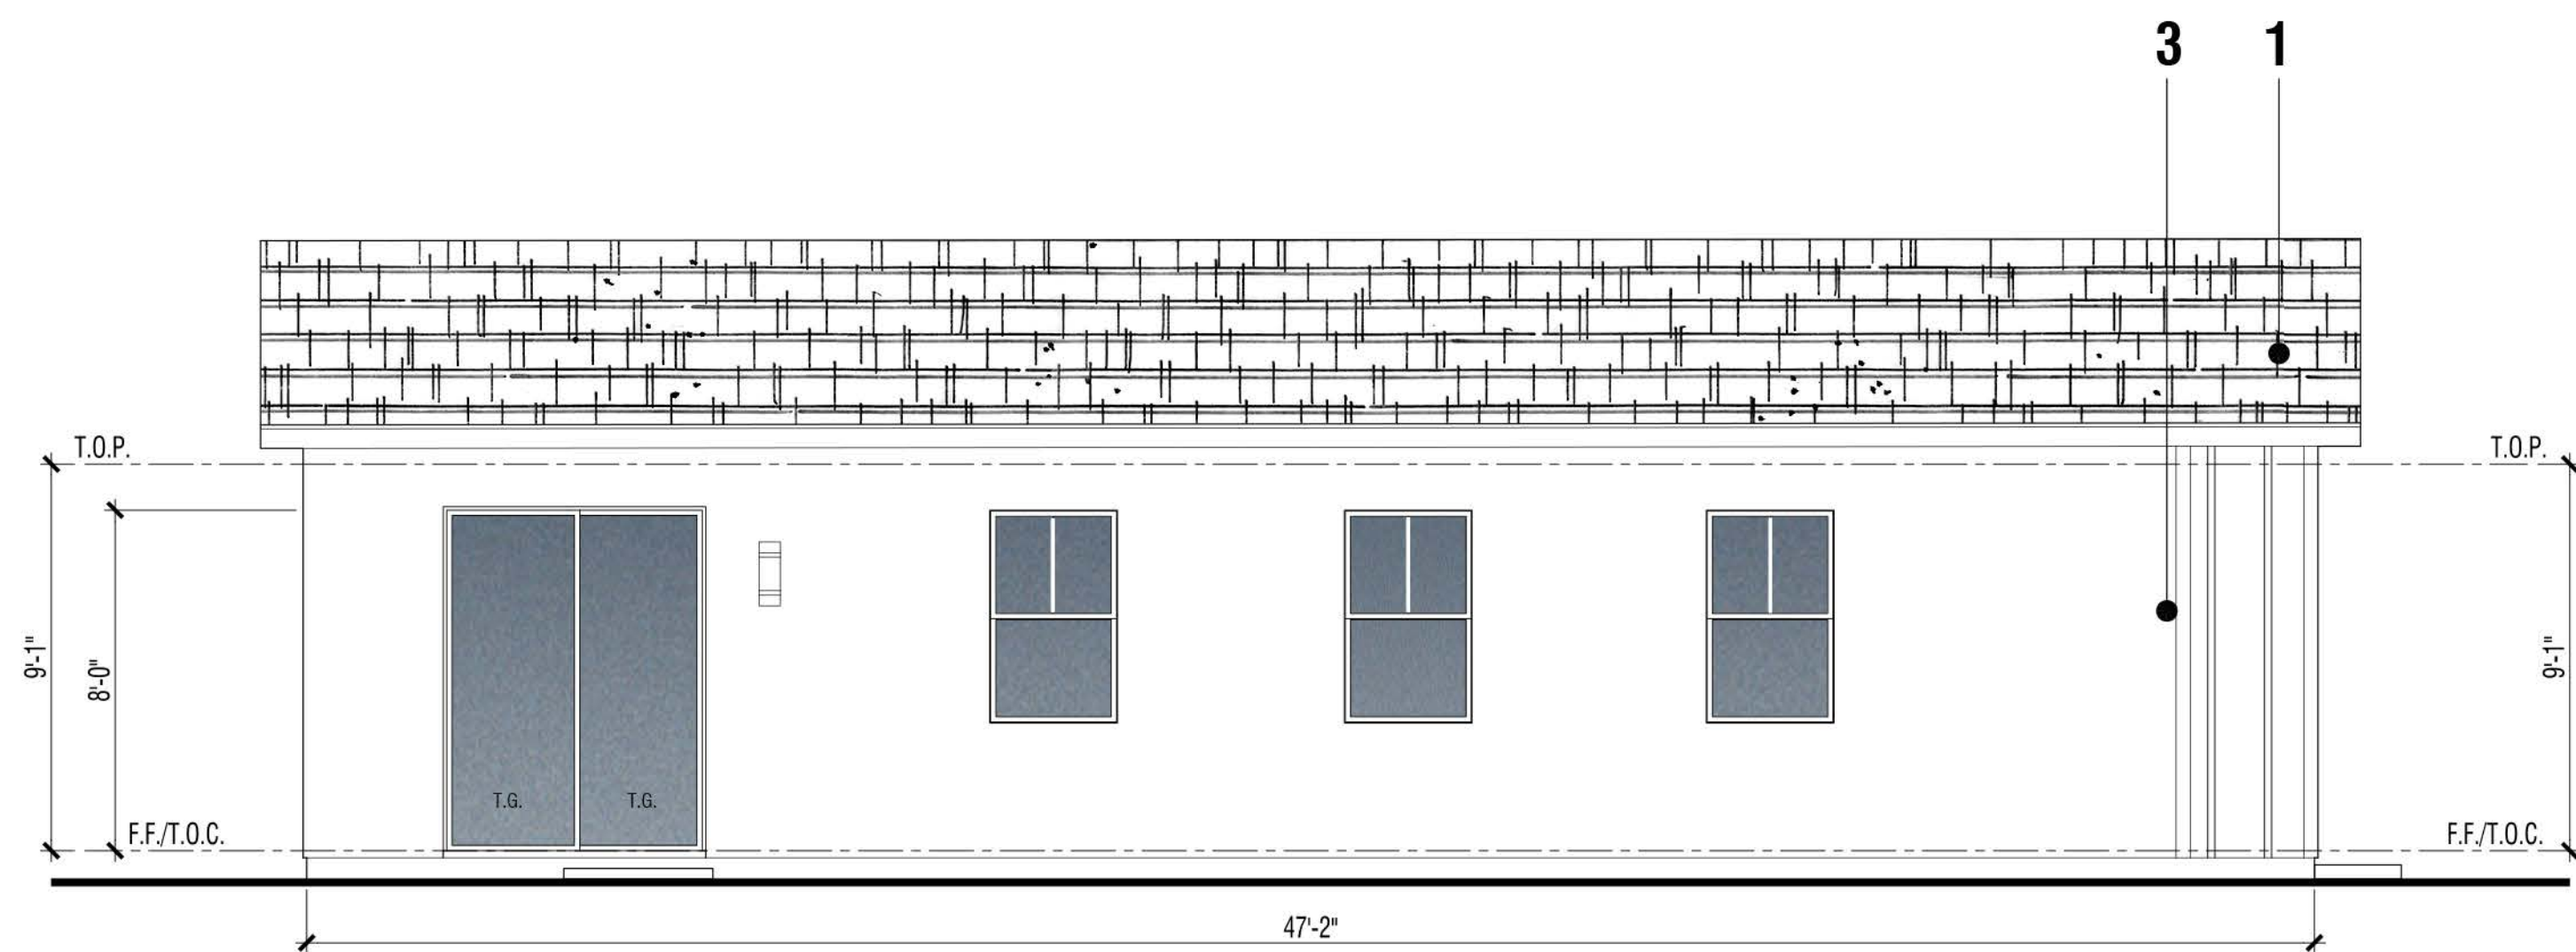 3 1
T.O.P. T.O.P.
9'-1" 8'-0" 9'-1"
T.G. T.G.
F.F./T.O.C. F.F./T.O.C.
47'-2"